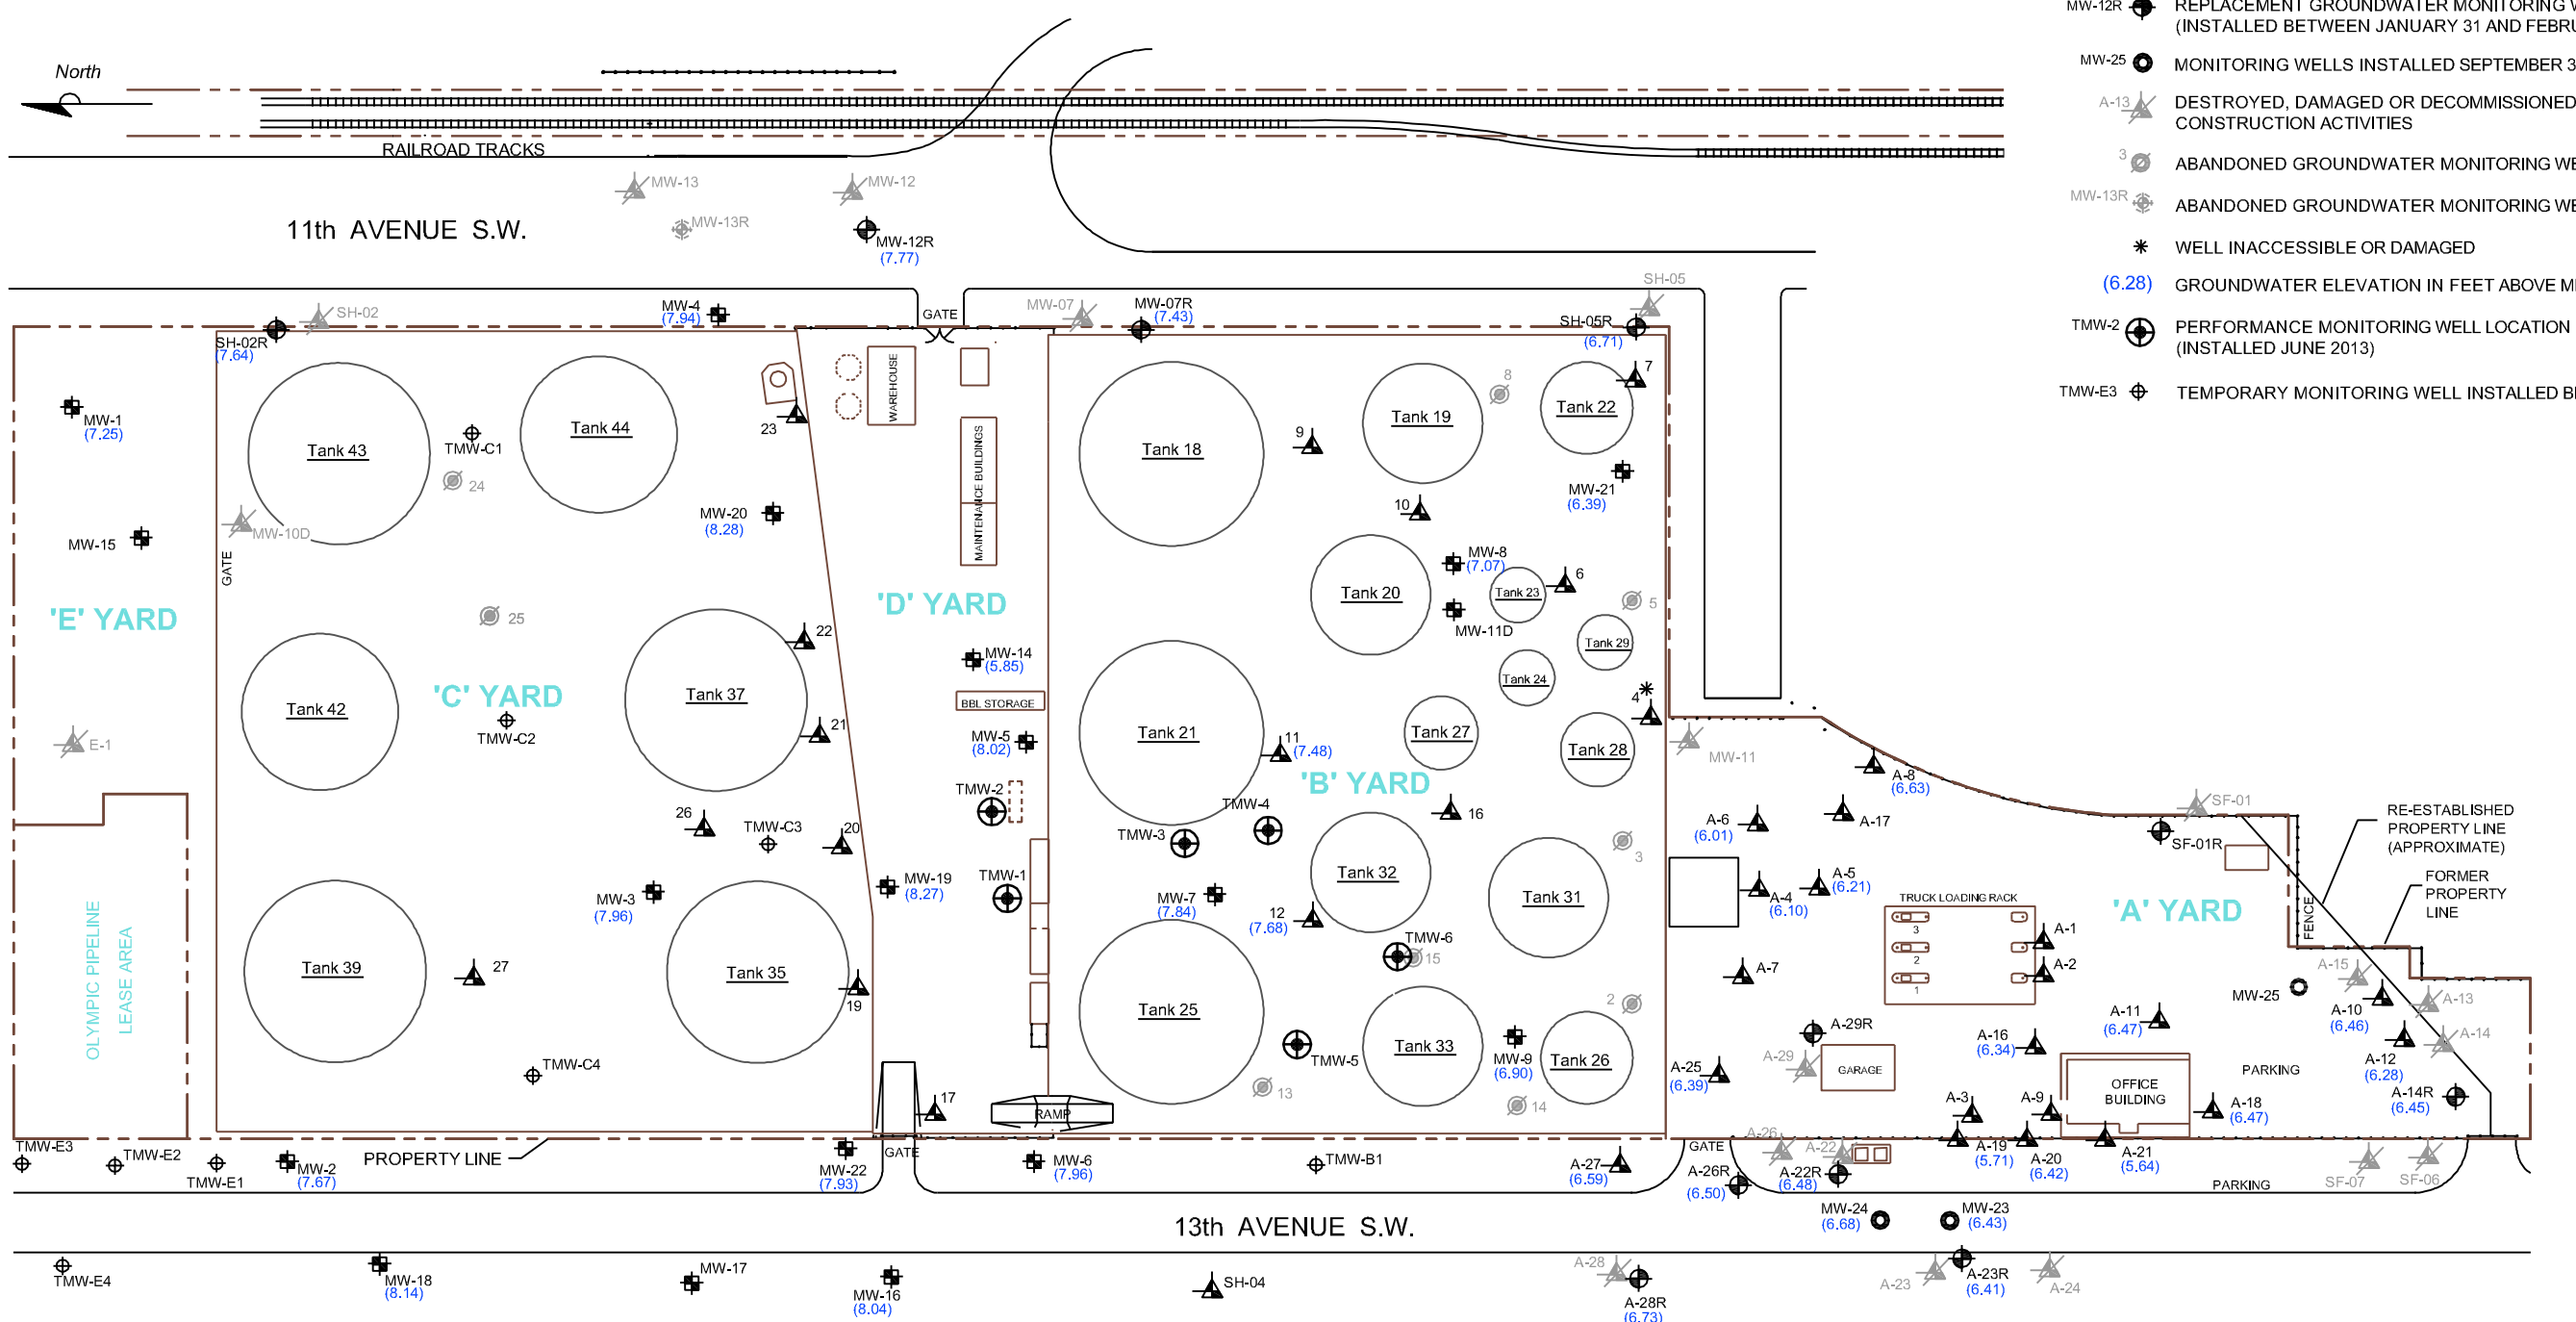 MW-12R REPLACEMENT GROUNDWATER MONITORING
(INSTALLED BETWEEN JANUARY 31 AND
MW-25 MONITORING WELLS INSTALLED SEPTEMBER 3
A-13 DESTROYED, DAMAGED OR DECOMMISSIONED
CONSTRUCTION ACTIVITIES
3 ABANDONED GROUNDWATER MONITORING
MW-13R ABANDONED GROUNDWATER MONITORING
* WELL INACCESSIBLE OR DAMAGED
(6.28) GROUNDWATER ELEVATION IN FEET ABOVE
TMW-2 PERFORMANCE MONITORING WELL LOCATION
(INSTALLED JUNE 2013)
TMW-E3 TEMPORARY MONITORING WELL INSTALLED
North
RAILROAD TRACKS
MW-13
MW-12
MW-13R
11th AVENUE S.W.
MW-12R
(7.77)
SH-02
SH-02R
(7.64)
MW-4
(7.94)
GATE
MW-07
MW-07R
(7.43)
SH-05
SH-05R
(6.71)
MW-1
(7.25)
MW-15
'E' YARD
E-1
OLYMPIC PIPELINE
LEASE AREA
Tank 43
TMW-C1
24
Tank 44
23
MW-10D
GATE
MW-20
(8.28)
25
22
Tank 42
'C' YARD
TMW-C2
Tank 37
21
26
TMW-C3
20
MW-3
(7.96)
Tank 39
27
Tank 35
19
TMW-C4
WAREHOUSE
MAINTENANCE BUILDINGS
'D' YARD
MW-14
(5.85)
BBL STORAGE
MW-5
(8.02)
TMW-2
MW-19
(8.27)
TMW-1
17
RAMP
Tank 18
9
Tank 19
8
Tank 22
7
10
MW-21
(6.39)
Tank 20
MW-8
(7.07)
Tank 23
6
5
MW-11D
Tank 29
Tank 24
4
*
Tank 21
11
(7.48)
Tank 27
Tank 28
'B' YARD
TMW-4
TMW-3
16
3
Tank 32
Tank 31
MW-7
(7.84)
12
(7.68)
TMW-6
15
Tank 25
2
TMW-5
Tank 33
MW-9
(6.90)
Tank 26
13
14
MW-11
A-8
(6.63)
A-6
(6.01)
A-17
SF-01
SF-01R
RE-ESTABLISHED
PROPERTY LINE
(APPROXIMATE)
FORMER
PROPERTY
LINE
A-4
(6.10)
A-5
(6.21)
TRUCK LOADING RACK
3
2
1
'A' YARD
FENCE
A-1
A-2
A-7
A-15
A-13
MW-25
A-10
(6.46)
A-14
A-12
(6.28)
A-11
(6.47)
A-16
(6.34)
A-29R
A-29
GARAGE
A-25
(6.39)
OFFICE
BUILDING
PARKING
A-14R
(6.45)
A-18
(6.47)
A-3
A-9
TMW-E3
TMW-E2
TMW-E1
MW-2
(7.67)
PROPERTY LINE
MW-22
(7.93)
GATE
MW-6
(7.96)
TMW-B1
A-27
(6.59)
GATE
A-26
A-26R
(6.50)
A-22
A-22R
(6.48)
A-19
(5.71)
A-20
(6.42)
A-21
(5.64)
PARKING
SF-07
SF-06
13th AVENUE S.W.
MW-24
(6.68)
MW-23
(6.43)
TMW-E4
MW-18
(8.14)
MW-17
MW-16
(8.04)
SH-04
A-28
A-28R
(6.73)
A-23
A-23R
(6.41)
A-24